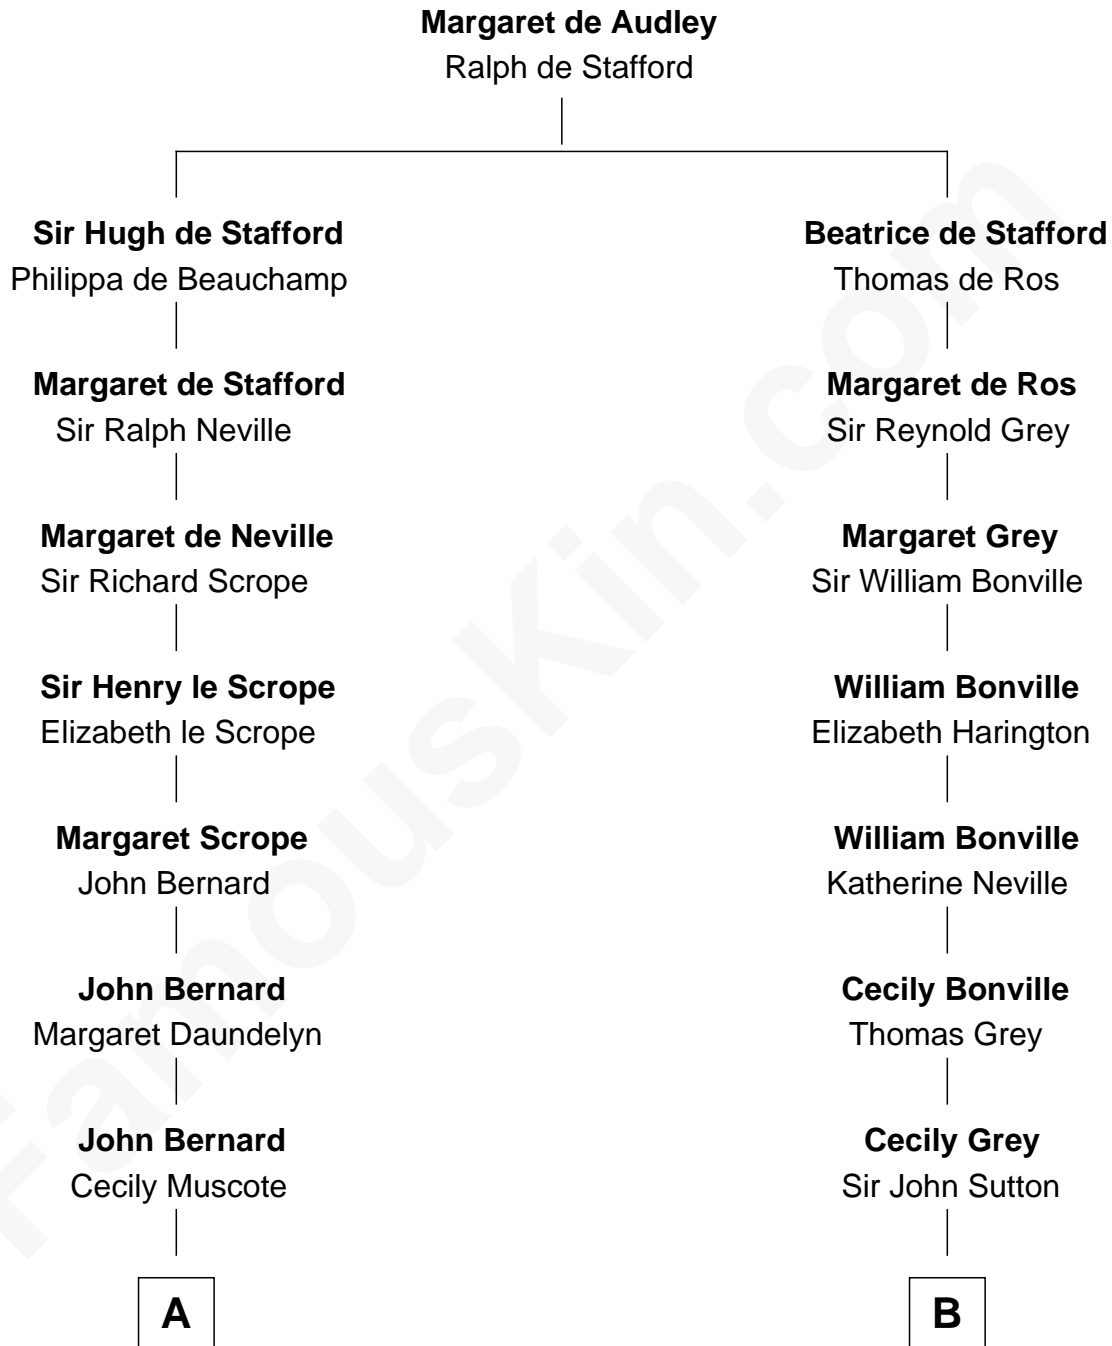 Margaret de Audley
Ralph de Stafford
Sir Hugh de Stafford
Philippa de Beauchamp
Beatrice de Stafford
Thomas de Ros
Margaret de Stafford
Sir Ralph Neville
Margaret de Ros
Sir Reynold Grey
Margaret de Neville
Sir Richard Scrope
Margaret Grey
Sir William Bonville
Sir Henry le Scrope
Elizabeth le Scrope
William Bonville
Elizabeth Harington
Margaret Scrope
John Bernard
William Bonville
Katherine Neville
John Bernard
Margaret Daundelyn
Cecily Bonville
Thomas Grey
John Bernard
Cecily Muscote
Cecily Grey
Sir John Sutton
A
B
FamousKin.com